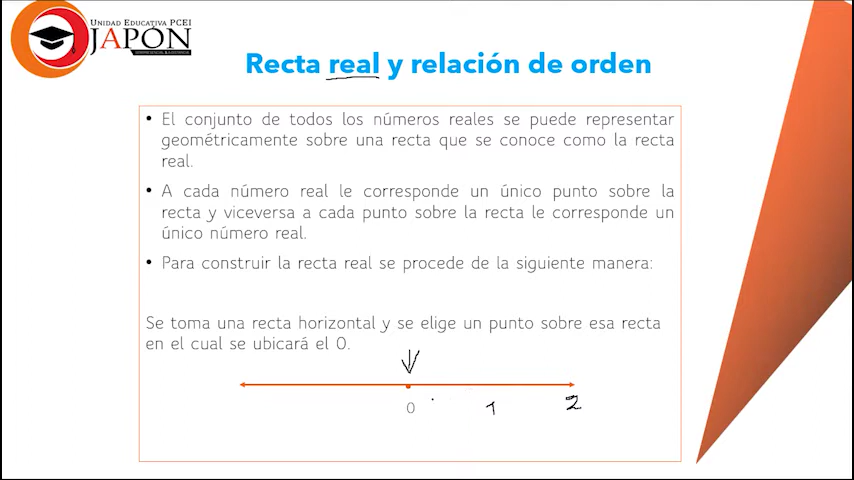 UNIDAD EDUCATIVA PCEI
JAPÓN
Recta real y relación de orden
• El conjunto de todos los números reales se puede representar
geométricamente sobre una recta que se conoce como la recta
real.
• A cada número real le corresponde un único punto sobre la
recta y viceversa a cada punto sobre la recta le corresponde un
único número real.
• Para construir la recta real se procede de la siguiente manera:
Se toma una recta horizontal y se elige un punto sobre esa recta
en el cual se ubicará el 0.
0 1 2